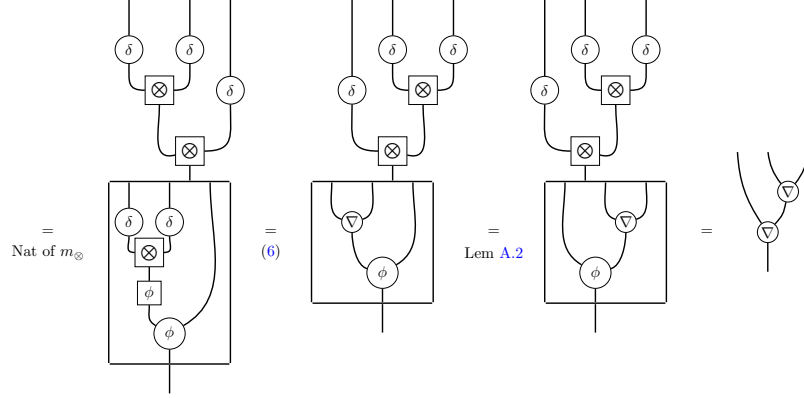 δ δ δ δ δ δ
⊗ ⊗ ⊗
δ δ δ
⊗ ⊗ ⊗
=
Nat of m⊗
δ δ
⊗
ϕ
ϕ
=
(6)
∇
ϕ
=
Lem A.2
∇
ϕ
=
∇
∇